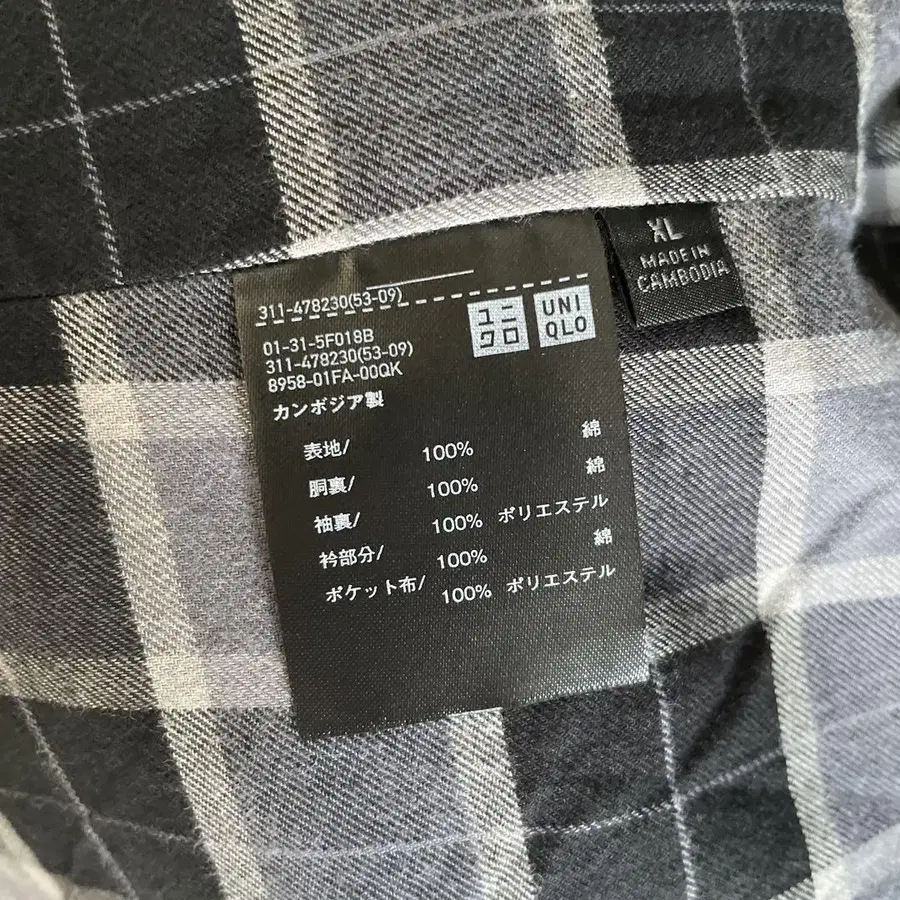 311-478230(53-09)
ユニクロ
UNIQLO
01-31-5F018B
311-478230(53-09)
8958-01FA-00QK
カンボジア製
表地/ 100% 綿
胴裏/ 100% 綿
袖裏/ 100% ポリエステル
衿部分/ 100% 綿
ポケット布/ 100% ポリエステル
XL
MADE IN
CAMBODIA